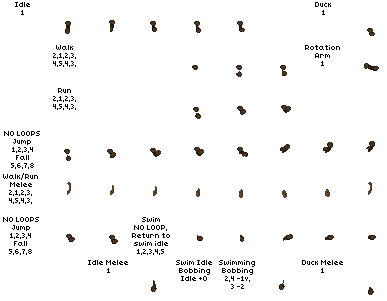 Idle
1
Duck
1
Walk
2,1,2,3,
4,5,4,3,
Rotation
Arm
1
Run
2,1,2,3,
4,5,4,3,
NO LOOPS
Jump
1,2,3,4
Fall
5,6,7,8
Walk/Run
Melee
2,1,2,3,
4,5,4,3,
NO LOOPS
Jump
1,2,3,4
Fall
5,6,7,8
Swim
NO LOOP,
Return to
swim idle
1,2,3,4,5
Idle Melee
1
Swim Idle
Bobbing
Idle +0
Swimming
Bobbing
2,4 -1v,
3 -2
Duck Melee
1